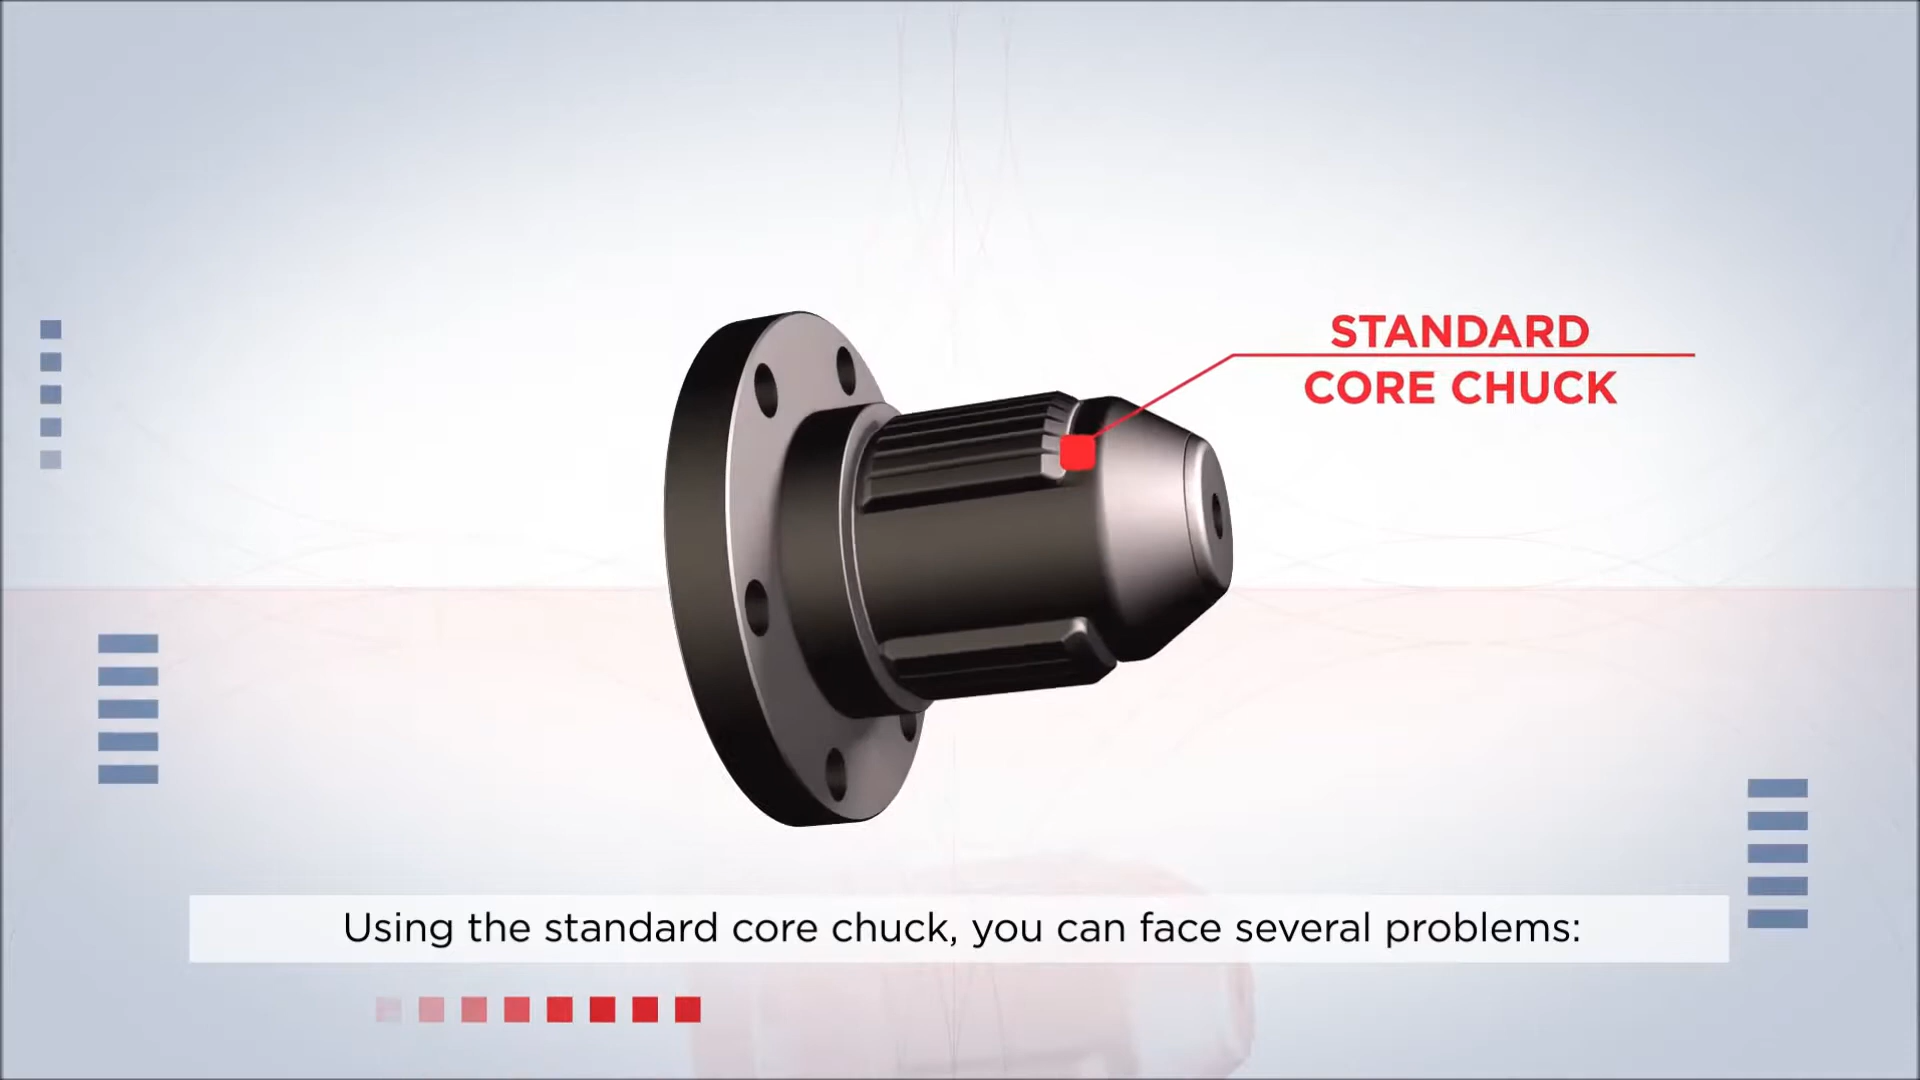 STANDARD
CORE CHUCK
Using the standard core chuck, you can face several problems: